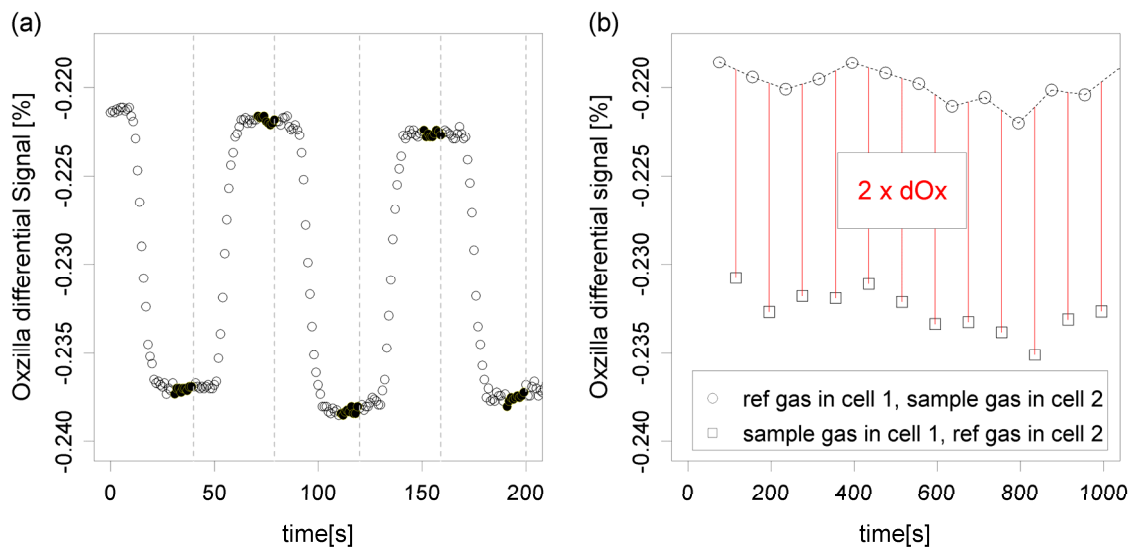 (a)
Oxzilla differential Signal [%]
-0.220
-0.225
-0.230
-0.235
-0.240
0
50
100
150
200
time[s]
(b)
Oxzilla differential signal [%]
-0.220
-0.225
-0.230
-0.235
-0.240
2 x dOx
ref gas in cell 1, sample gas in cell 2
sample gas in cell 1, ref gas in cell 2
0
200
400
600
800
1000
time[s]